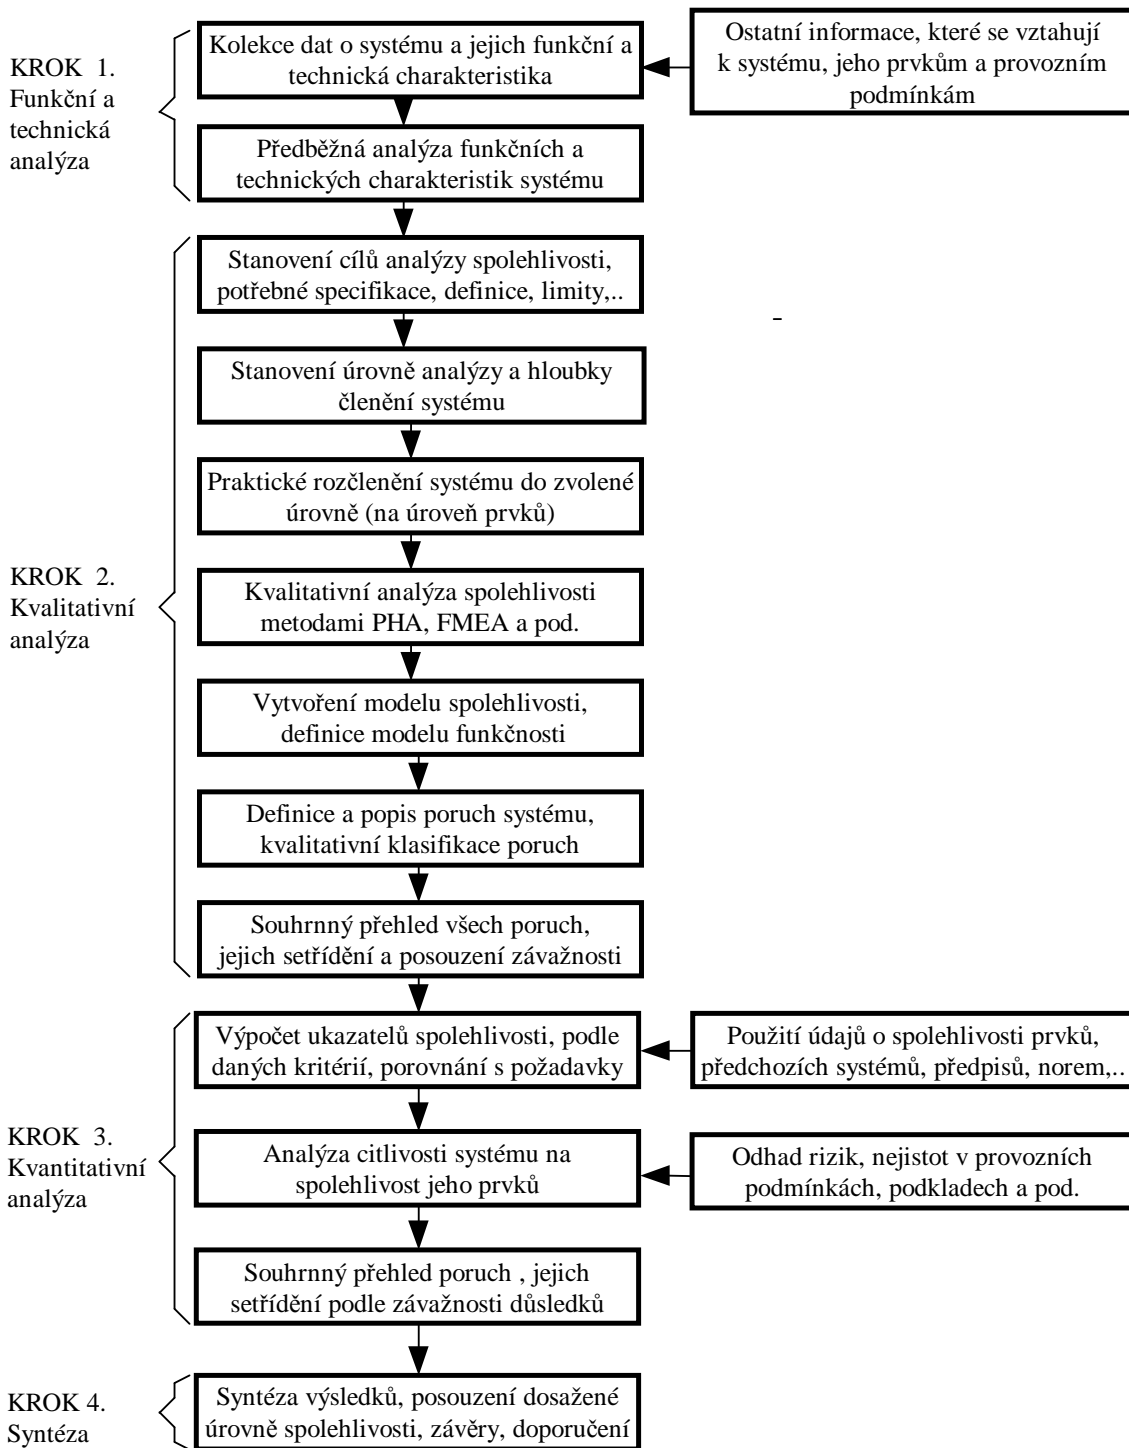 KROK 1.
Funkční a
technická
analýza
Kolekce dat o systému a jejich funkční a
technická charakteristika
Ostatní informace, které se vztahují
k systému, jeho prvkům a provozním
podmínkám
Předběžná analýza funkčních a
technických charakteristik systému
KROK 2.
Kvalitativní
analýza
Stanovení cílů analýzy spolehlivosti,
potřebné specifikace, definice, limity,..
-
Stanovení úrovně analýzy a hloubky
členění systému
Praktické rozčlenění systému do zvolené
úrovně (na úroveň prvků)
Kvalitativní analýza spolehlivosti
metodami PHA, FMEA a pod.
Vytvoření modelu spolehlivosti,
definice modelu funkčnosti
Definice a popis poruch systému,
kvalitativní klasifikace poruch
Souhrnný přehled všech poruch,
jejich setřídění a posouzení závažnosti
KROK 3.
Kvantitativní
analýza
Výpočet ukazatelů spolehlivosti, podle
daných kritérií, porovnání s požadavky
Použití údajů o spolehlivosti prvků,
předchozích systémů, předpisů, norem,..
Analýza citlivosti systému na
spolehlivost jeho prvků
Odhad rizik, nejistot v provozních
podmínkách, podkladech a pod.
Souhrnný přehled poruch , jejich
setřídění podle závažnosti důsledků
KROK 4.
Syntéza
Syntéza výsledků, posouzení dosažené
úrovně spolehlivosti, závěry, doporučení